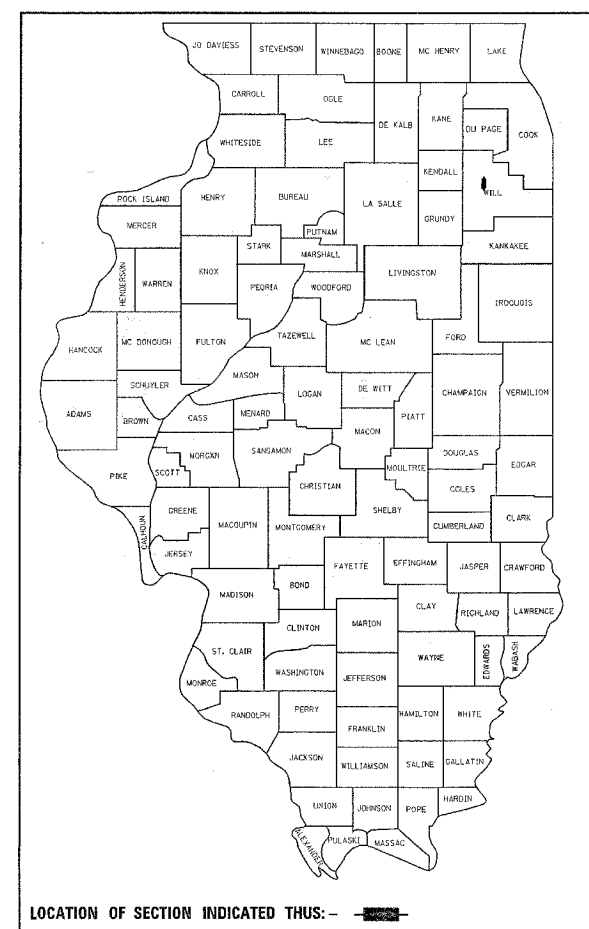 JO DAVIESS STEVENSON WINNEBAGO BOONE MC HENRY LAKE
CARROLL OGLE DE KALB KANE DU PAGE COOK
WHITESIDE LEE
KENDALL WILL
ROCK ISLAND HENRY BUREAU LA SALLE GRUNDY
MERCER PUTNAM KANKAKEE
STARK MARSHALL
HENDERSON WARREN KNOX PEORIA WOODFORD LIVINGSTON IROQUOIS
HANCOCK MC DONOUGH FULTON TAZEWELL MC LEAN FORD
SCHUYLER MASON
ADAMS BROWN CASS MENARD LOGAN DE WITT PIATT CHAMPAIGN VERMILION
MACON
MORGAN SANGAMON DOUGLAS
PIKE SCOTT CHRISTIAN MOULTRIE EDGAR
COLES
GREENE SHELBY
CALHOUN MACOUPIN MONTGOMERY CUMBERLAND CLARK
JERSEY
FAYETTE EFFINGHAM JASPER CRAWFORD
MADISON BOND
CLAY RICHLAND LAWRENCE
CLINTON MARION
ST. CLAIR WAYNE EDWARDS WABASH
WASHINGTON JEFFERSON
MONROE
RANDOLPH PERRY HAMILTON WHITE
FRANKLIN
JACKSON WILLIAMSON SALINE GALLATIN
UNION JOHNSON POPE HARDIN
ALEXANDER PULASKI MASSAC
LOCATION OF SECTION INDICATED THUS: –